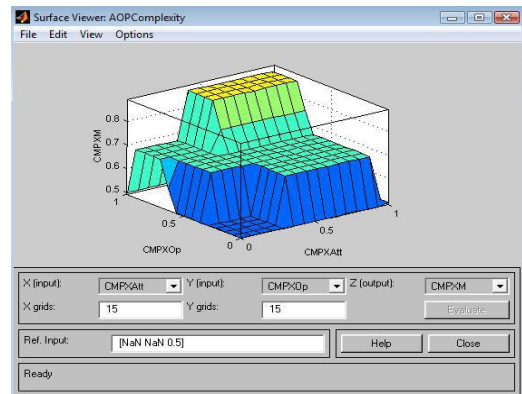 Surface Viewer: AOPComplexity
File Edit View Options
0.8
0.7
0.6
0.5
CMPXM
1
0.5
0
CMPXOp
0
0.5
1
CMPXAtt
X (input): CMPXAtt Y (input): CMPXOp Z (output): CMPXM
X grids: 15 Y grids: 15 Evaluate
Ref. Input: [NaN NaN 0.5] Help Close
Ready